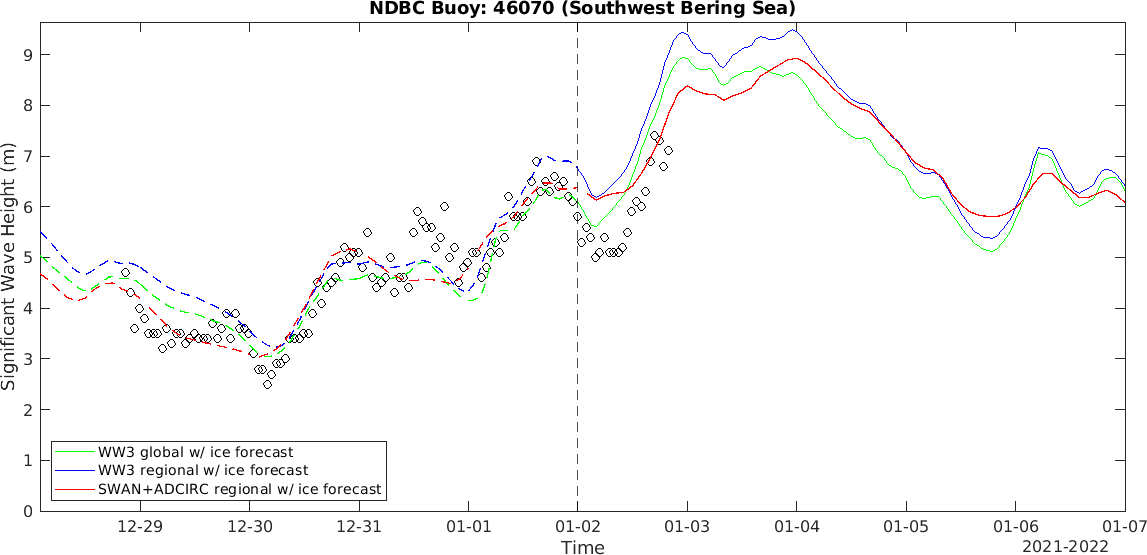 NDBC Buoy: 46070 (Southwest Bering Sea)
Significant Wave Height (m)
9
8
7
6
5
4
3
2
1
0
WW3 global w/ ice forecast
WW3 regional w/ ice forecast
SWAN+ADCIRC regional w/ ice forecast
12-29 12-30 12-31 01-01 01-02 01-03 01-04 01-05 01-06 01-07
Time
2021-2022